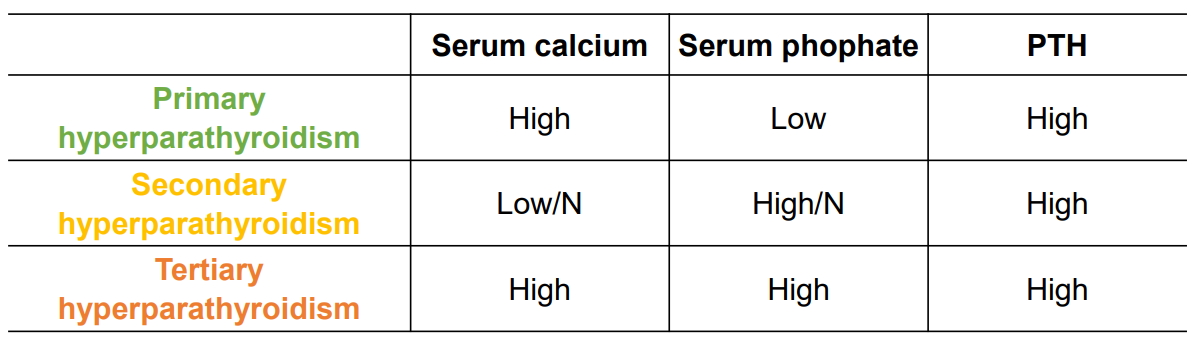 Serum calcium Serum phophate PTH
Primary
hyperparathyroidism High Low High
Secondary
hyperparathyroidism Low/N High/N High
Tertiary
hyperparathyroidism High High High